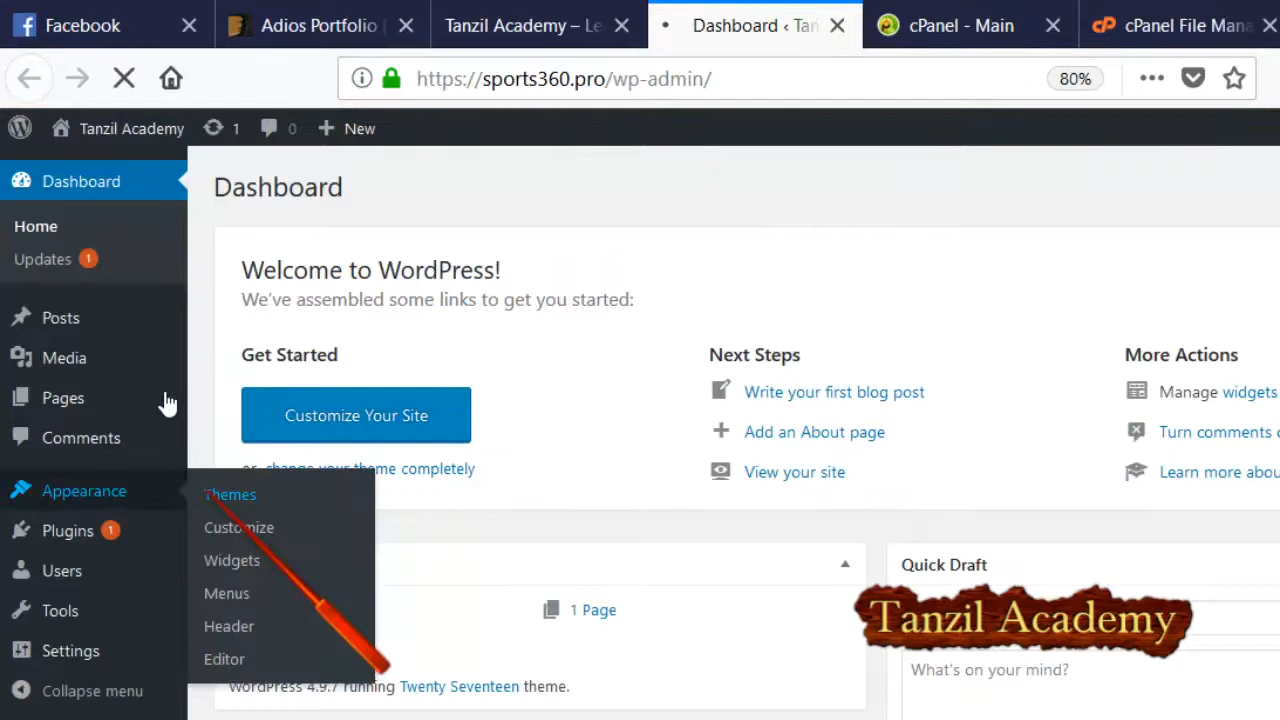 Facebook
Adios Portfolio
Tanzil Academy – Le
Dashboard ‹ Tan
cPanel - Main
cPanel File Mana
https://sports360.pro/wp-admin/
80%
Tanzil Academy
1
0
New
Dashboard
Home
Updates 1
Posts
Media
Pages
Comments
Appearance
Plugins 1
Users
Tools
Settings
Collapse menu
Themes
Customize
Widgets
Menus
Header
Editor
Dashboard
Welcome to WordPress!
We've assembled some links to get you started:
Get Started
Customize Your Site
or, change your theme completely
Next Steps
Write your first blog post
Add an About page
View your site
More Actions
Manage widgets
Turn comments
Learn more abou
1 Page
WordPress 4.9.7 running Twenty Seventeen theme.
Quick Draft
What's on your mind?
Tanzil Academy